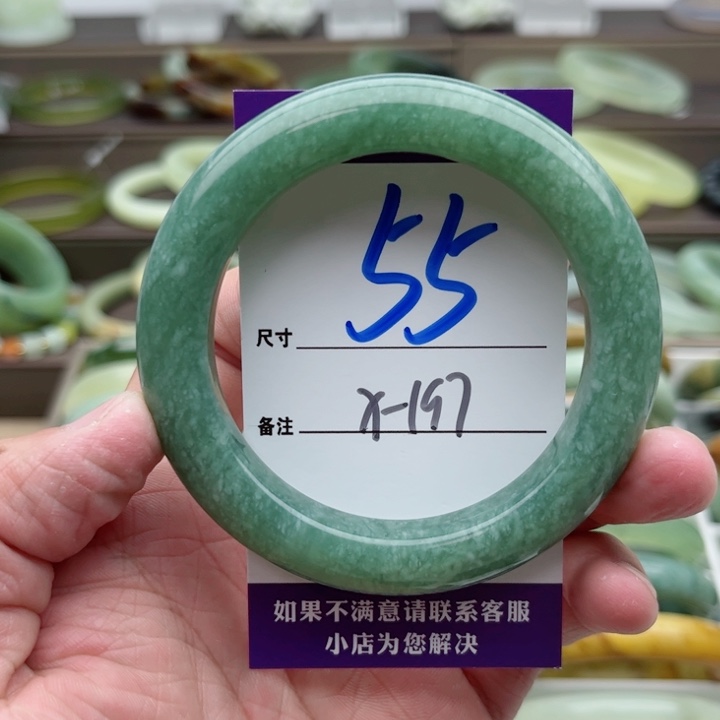 55
尺寸
x-197
备注
如果不满意请联系客服
小店为您解决